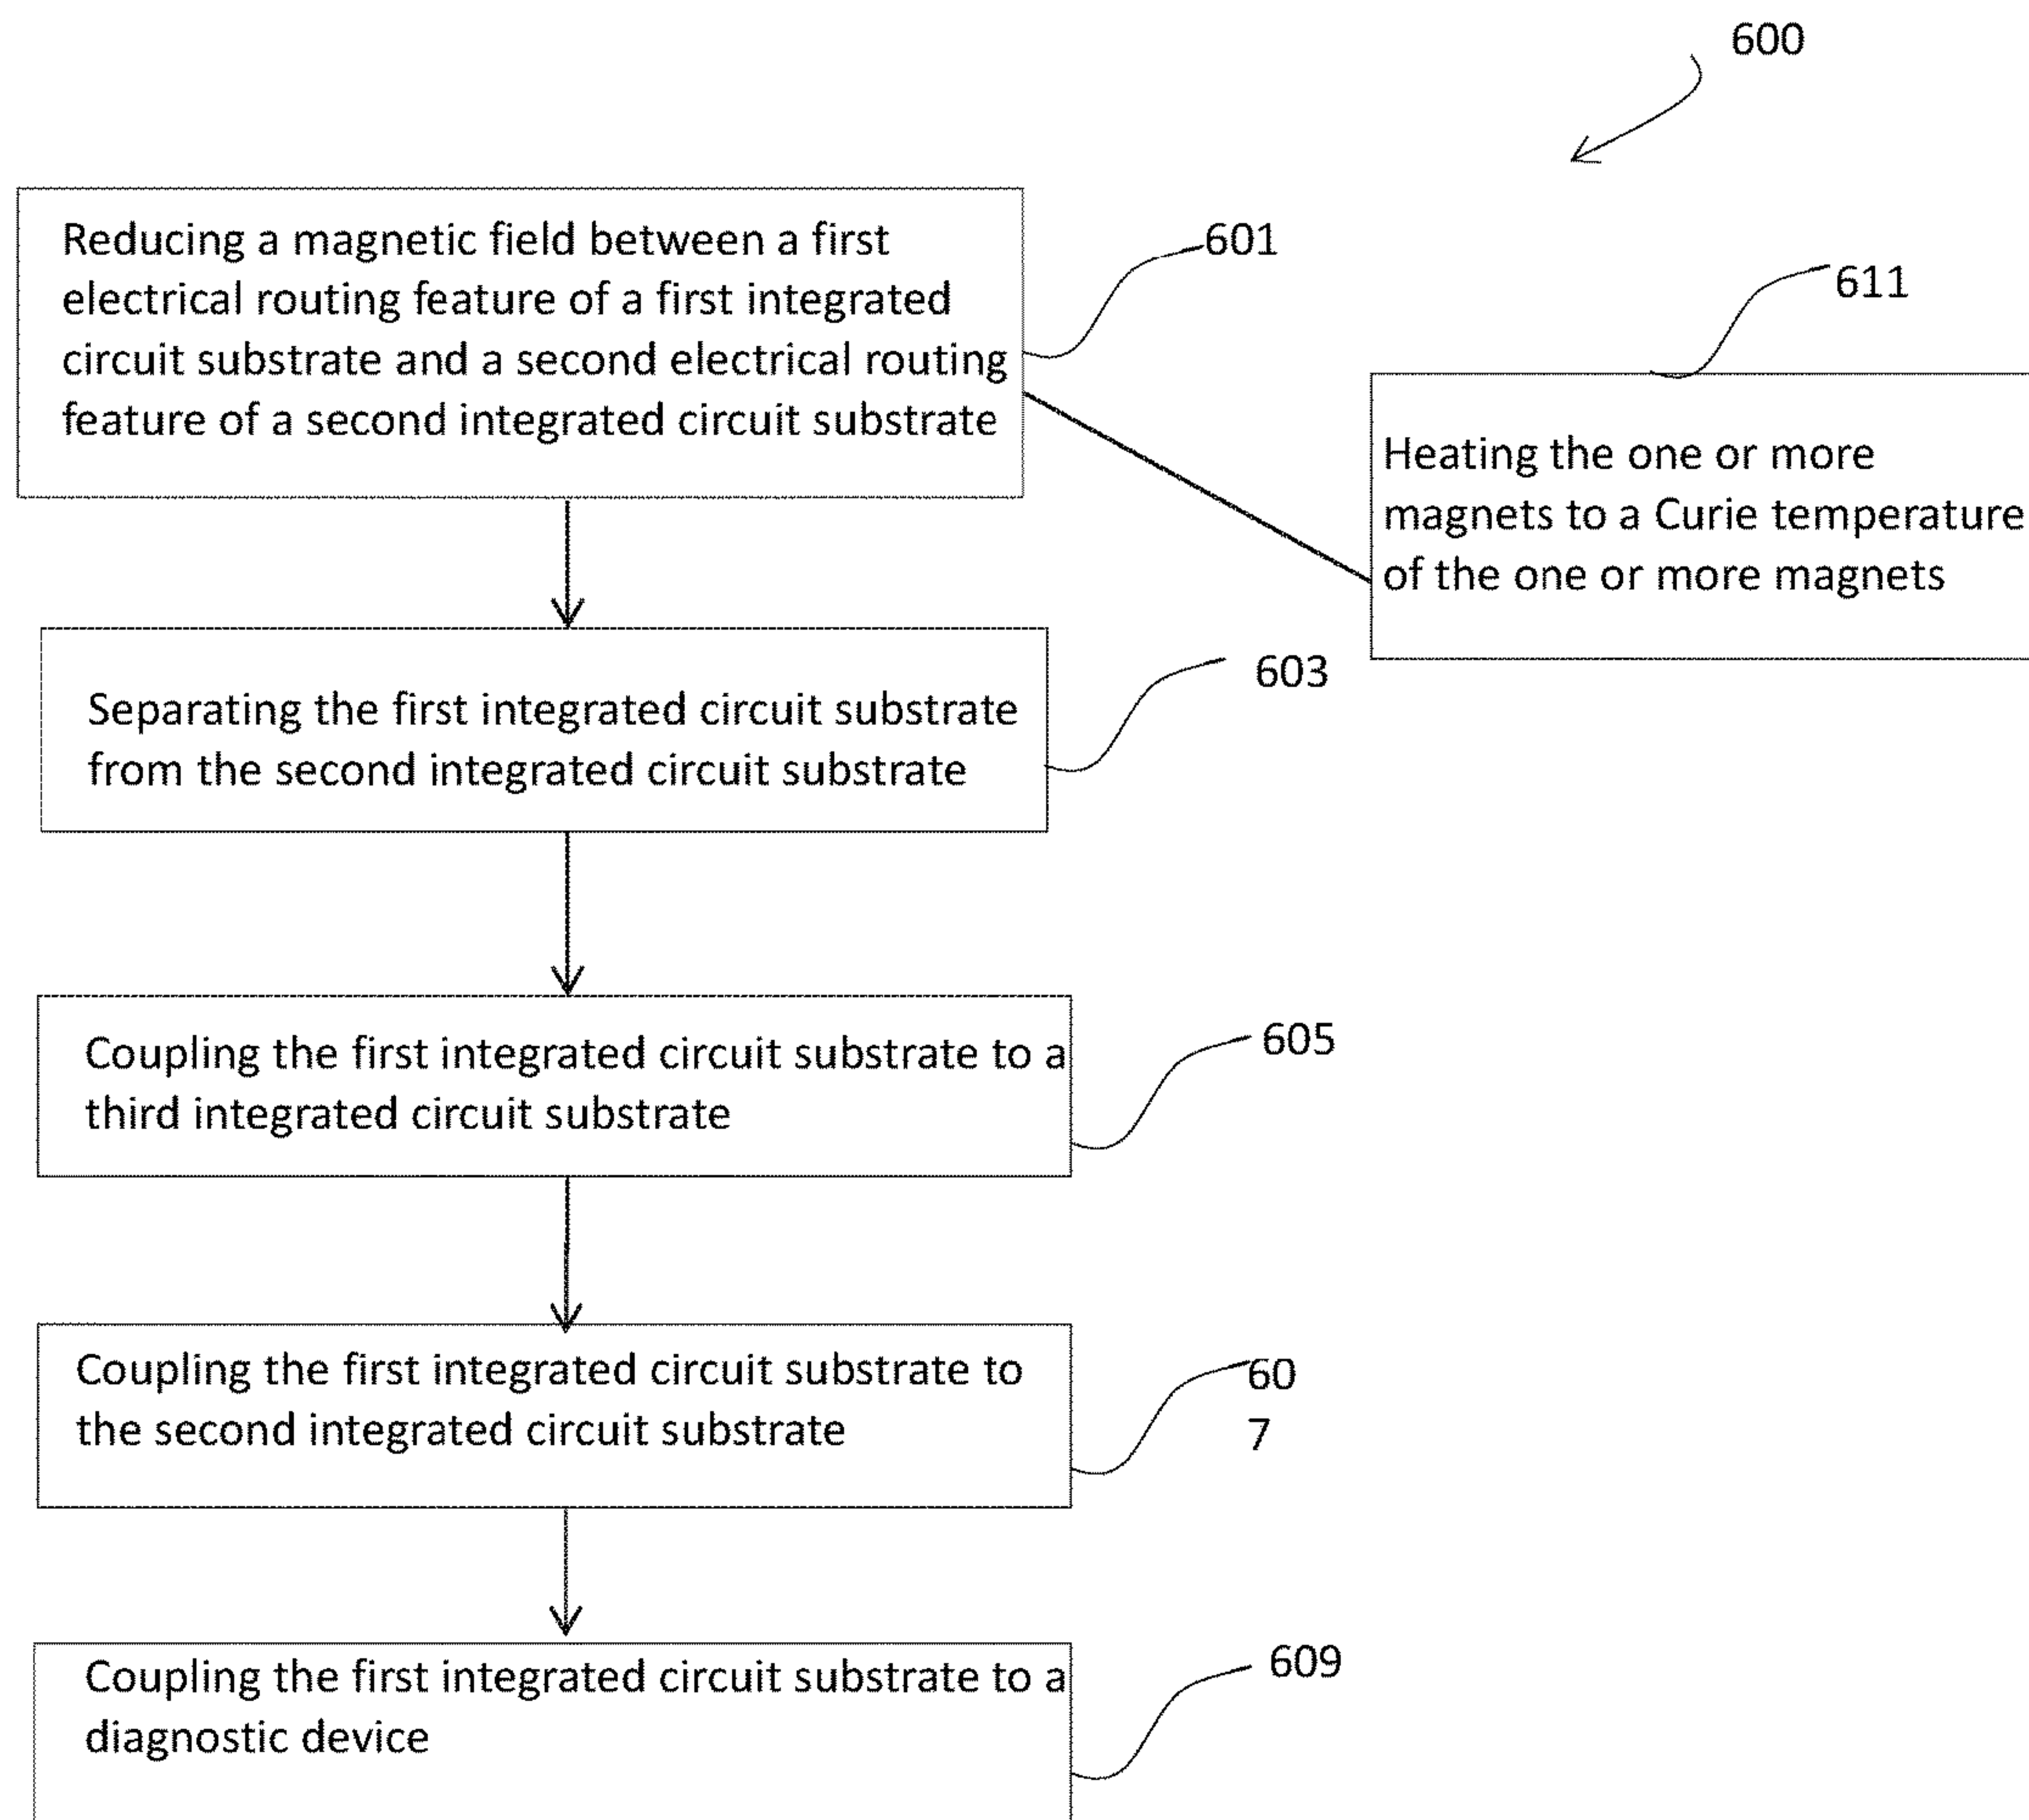 600
Reducing a magnetic field between a first
electrical routing feature of a first integrated
circuit substrate and a second electrical routing
feature of a second integrated circuit substrate
601
611
Heating the one or more
magnets to a Curie temperature
of the one or more magnets
Separating the first integrated circuit substrate
from the second integrated circuit substrate
603
Coupling the first integrated circuit substrate to a
third integrated circuit substrate
605
Coupling the first integrated circuit substrate to
the second integrated circuit substrate
60
7
Coupling the first integrated circuit substrate to a
diagnostic device
609